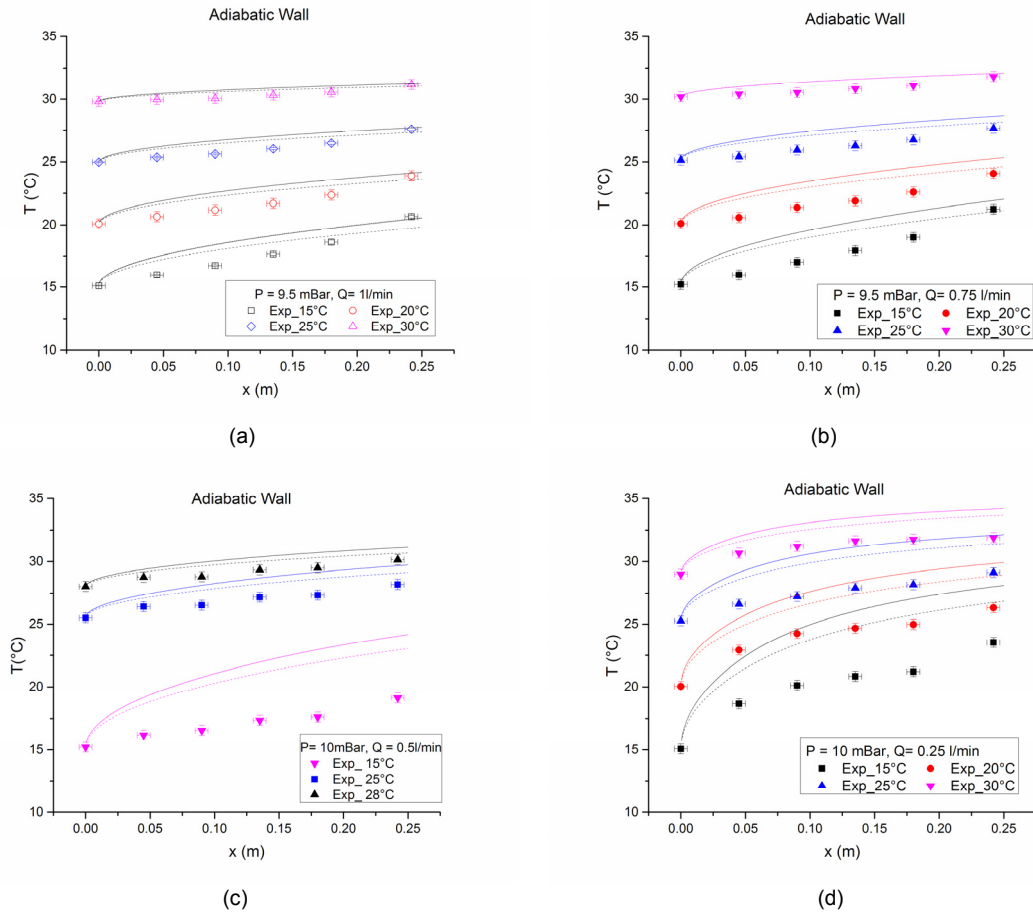 Adiabatic Wall
35
30
25
20
15
10
T (°C)
0.00 0.05 0.10 0.15 0.20 0.25
x (m)
P = 9.5 mBar, Q= 1l/min
Exp_15°C Exp_20°C
Exp_25°C Exp_30°C
(a)
Adiabatic Wall
35
30
25
20
15
10
T (°C)
0.00 0.05 0.10 0.15 0.20 0.25
x (m)
P = 9.5 mBar, Q= 0.75 l/min
Exp_15°C Exp_20°C
Exp_25°C Exp_30°C
(b)
Adiabatic Wall
35
30
25
20
15
10
T(°C)
0.00 0.05 0.10 0.15 0.20 0.25
x (m)
P= 10mBar, Q = 0.5l/min
Exp_ 15°C
Exp_ 25°C
Exp_ 28°C
(c)
Adiabatic Wall
35
30
25
20
15
10
T (°C)
0.00 0.05 0.10 0.15 0.20 0.25
x (m)
P = 10 mBar, Q= 0.25 l/min
Exp_15°C Exp_20°C
Exp_25°C Exp_30°C
(d)